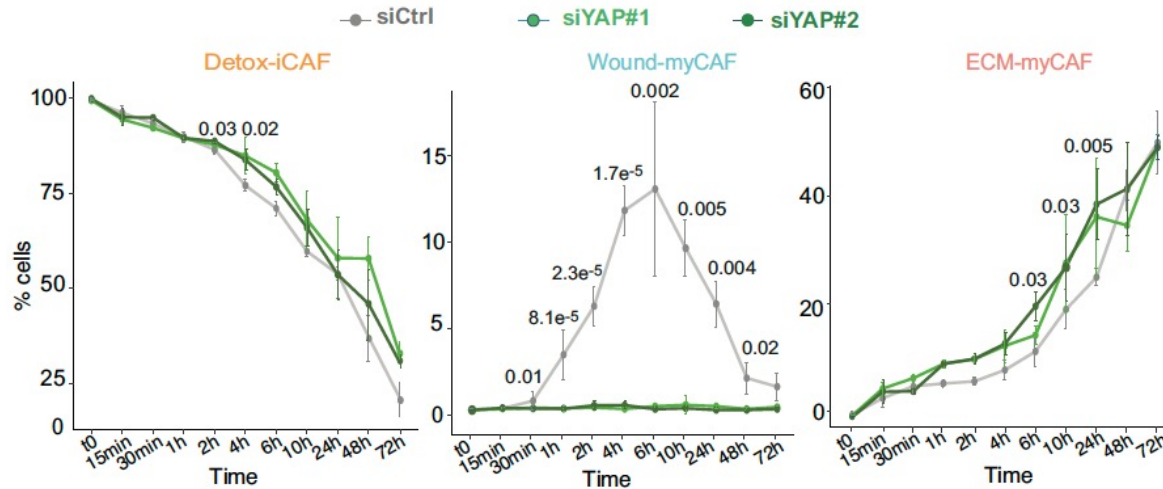 siCtrl siYAP#1 siYAP#2
Detox-iCAF
% cells
100
75
50
25
0
0.03 0.02
t0 15min 30min 1h 2h 4h 6h 10h 24h 48h 72h
Time
Wound-myCAF
15
10
5
0
0.01
8.1e-5
2.3e-5
1.7e-5
0.002
0.005
0.004
0.02
t0 15min 30min 1h 2h 4h 6h 10h 24h 48h 72h
Time
ECM-myCAF
60
40
20
0
0.03
0.03
0.005
t0 15min 30min 1h 2h 4h 6h 10h 24h 48h 72h
Time